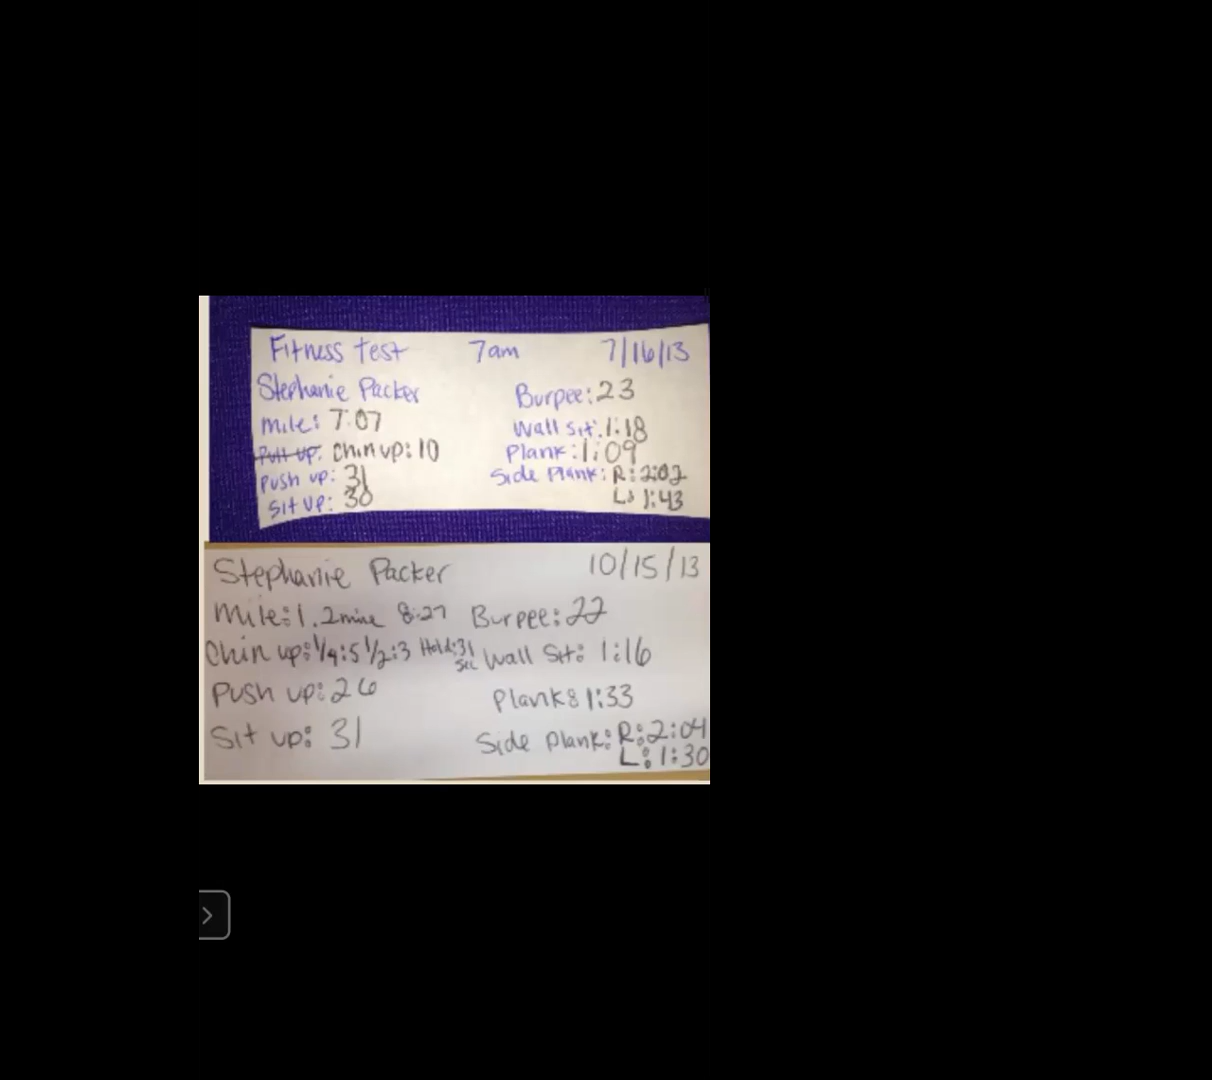 Fitness test 7am 7/16/13
Stephanie Packer Burpee: 23
Mile: 7:07 Wall sit: 1:18
Pull up: Chin up: 10 Plank: 1:09
Push up: 31 Side Plank: R: 2:02
Sit up: 30 L: 1:43
Stephanie Packer 10/15/13
Mile: 1.2 mile 8:27 Burpee: 22
Chin up: 1/4: 5 1/2: 3 Hold: 31 sec Wall Sit: 1:16
Push up: 26 Plank: 1:33
Sit up: 31 Side Plank: R: 2:04
L: 1:30